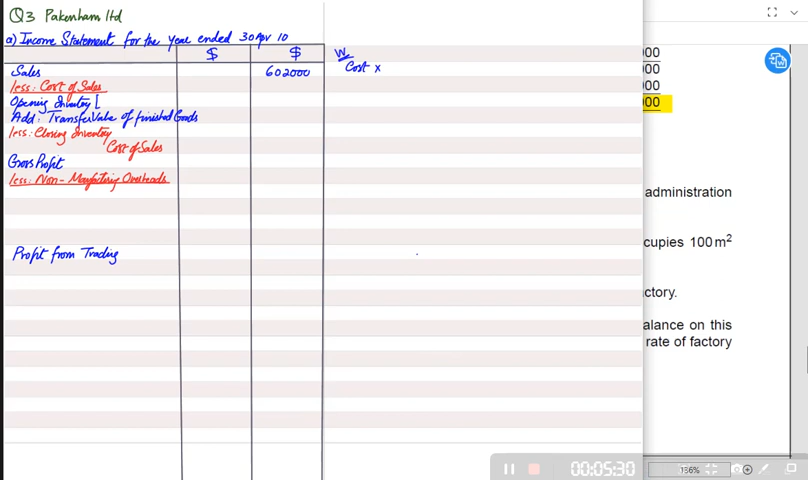 Q3 Pakenham ltd
a) Income Statement for the year ended 30 Apr 10
$ $
W
Sales 602000
Cost x
less: Cost of Sales
Opening Inventory [
Add: Transfer Value of finished Goods
less: Closing Inventory
Cost of Sales
Gross Profit
less: Non-Mayfacturing Overheads
Profit from Trading
000
000
000
00
administration
cupies 100 m²
ctory.
alance on this
rate of factory
00:05:30
136%